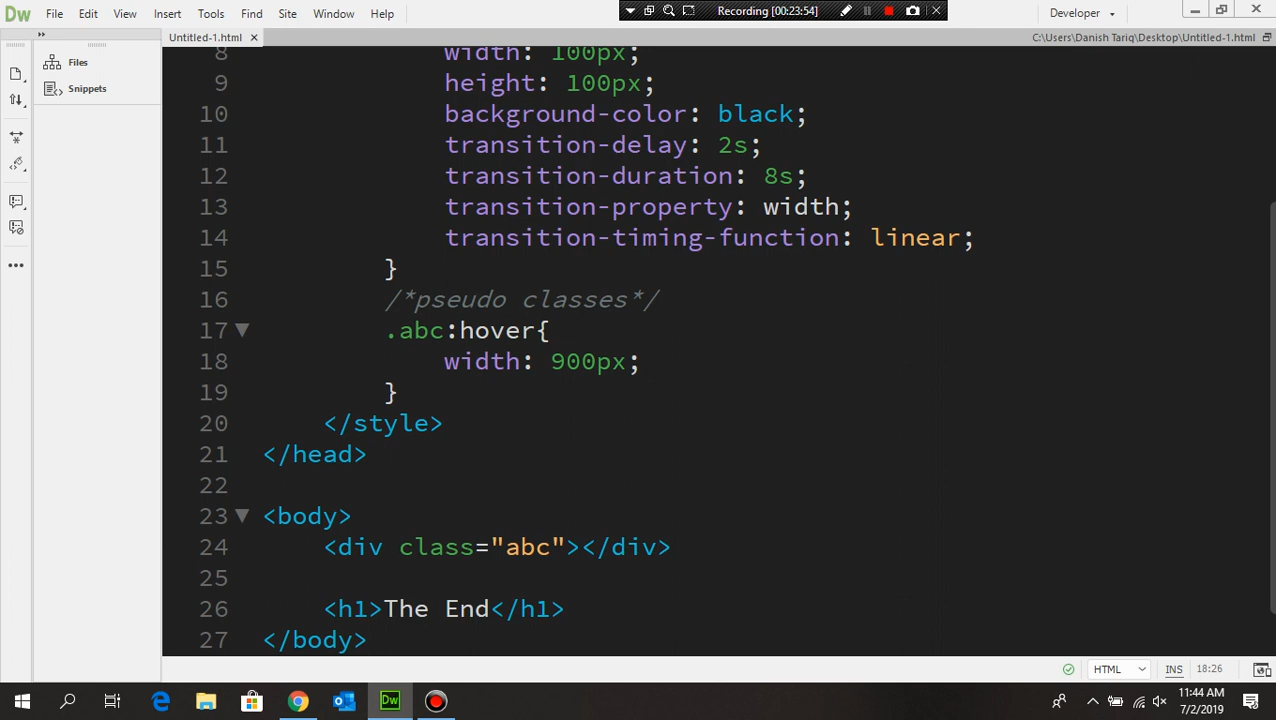 Dw File Edit View Insert Tools Find Site Window Help Recording [00:23:54] Developer
Untitled-1.html C:\Users\Danish Tariq\Desktop\Untitled-1.html
Files
Snippets
8 width: 100px;
9 height: 100px;
10 background-color: black;
11 transition-delay: 2s;
12 transition-duration: 8s;
13 transition-property: width;
14 transition-timing-function: linear;
15 }
16 /*pseudo classes*/
17 .abc:hover{
18 width: 900px;
19 }
20 </style>
21 </head>
22
23 <body>
24 <div class="abc"></div>
25
26 <h1>The End</h1>
27 </body>
HTML INS 18:26
Dw 11:44 AM
7/2/2019